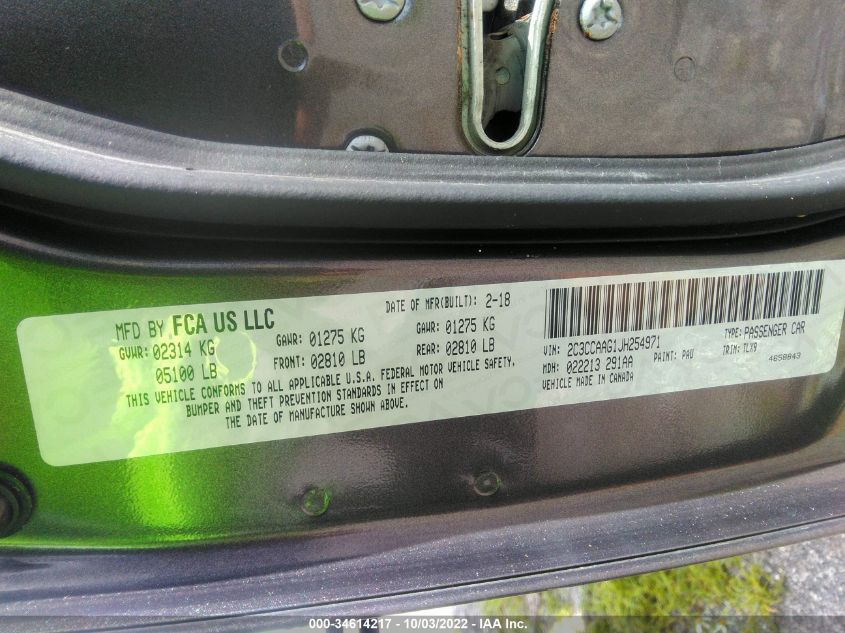 MFD BY FCA US LLC
DATE OF MFR(BUILT): 2-18
GVWR: 02314 KG
05100 LB
GAWR: 01275 KG
FRONT: 02810 LB
GAWR: 01275 KG
REAR: 02810 LB
THIS VEHICLE CONFORMS TO ALL APPLICABLE U.S.A. FEDERAL MOTOR VEHICLE SAFETY,
BUMPER AND THEFT PREVENTION STANDARDS IN EFFECT ON
THE DATE OF MANUFACTURE SHOWN ABOVE.
VIN: 2C3CCAAG1JH254971
TYPE: PASSENGER CAR
MDH: 022213 291AA
PAINT: PAU
TRIM: TLX9
VEHICLE MADE IN CANADA
4658843
000-34614217 - 10/03/2022 - IAA Inc.